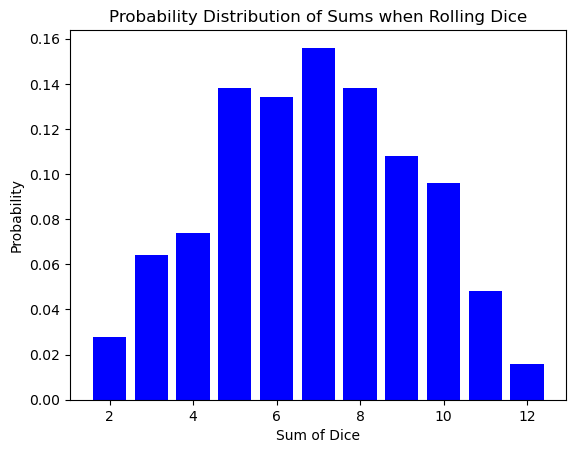 Probability Distribution of Sums when Rolling Dice
0.16
0.14
0.12
0.10
0.08
0.06
0.04
0.02
0.00
Probability
2 4 6 8 10 12
Sum of Dice